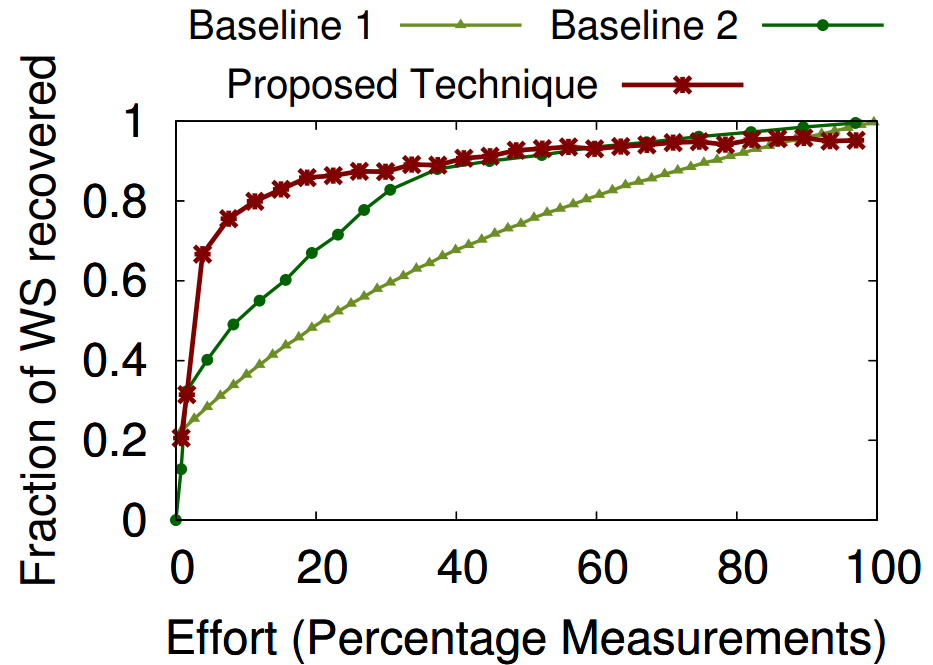 Baseline 1
Baseline 2
Proposed Technique
Fraction of WS recovered
1
0.8
0.6
0.4
0.2
0
0 20 40 60 80 100
Effort (Percentage Measurements)